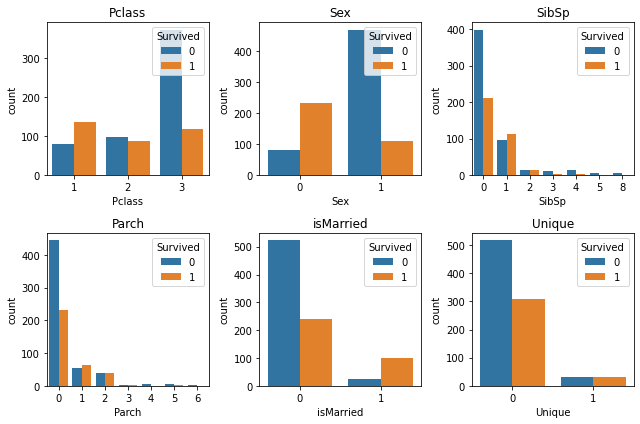 Pclass
Survived
0
1
count
300
200
100
0
1 2 3
Pclass
Sex
Survived
0
1
count
400
300
200
100
0
0 1
Sex
SibSp
Survived
0
1
count
400
300
200
100
0
0 1 2 3 4 5 8
SibSp
Parch
Survived
0
1
count
400
300
200
100
0
0 1 2 3 4 5 6
Parch
isMarried
Survived
0
1
count
500
400
300
200
100
0
0 1
isMarried
Unique
Survived
0
1
count
500
400
300
200
100
0
0 1
Unique